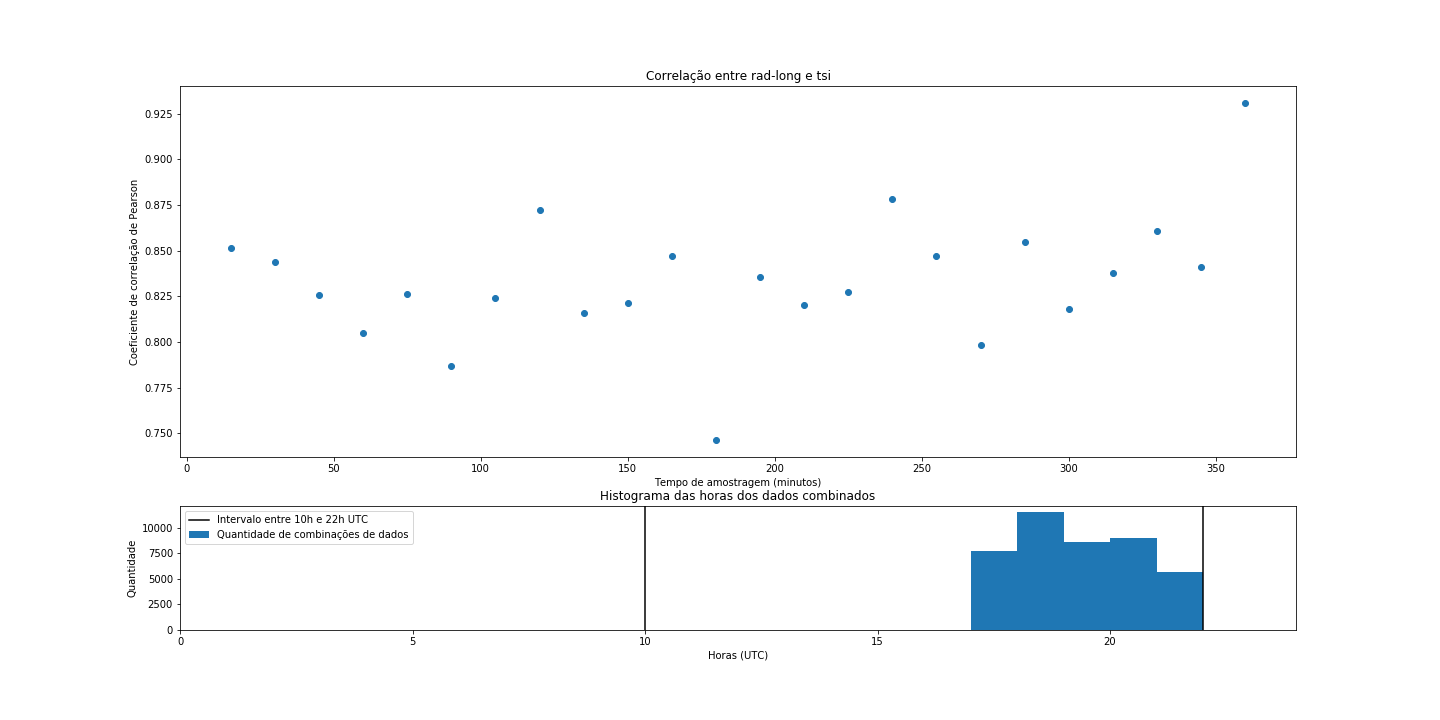 Correlação entre rad-long e tsi
Coeficiente de correlação de Pearson
0.925
0.900
0.875
0.850
0.825
0.800
0.775
0.750
0 50 100 150 200 250 300 350
Tempo de amostragem (minutos)
Histograma das horas dos dados combinados
Intervalo entre 10h e 22h UTC
Quantidade de combinações de dados
Quantidade
10000
7500
5000
2500
0
0 5 10 15 20
Horas (UTC)